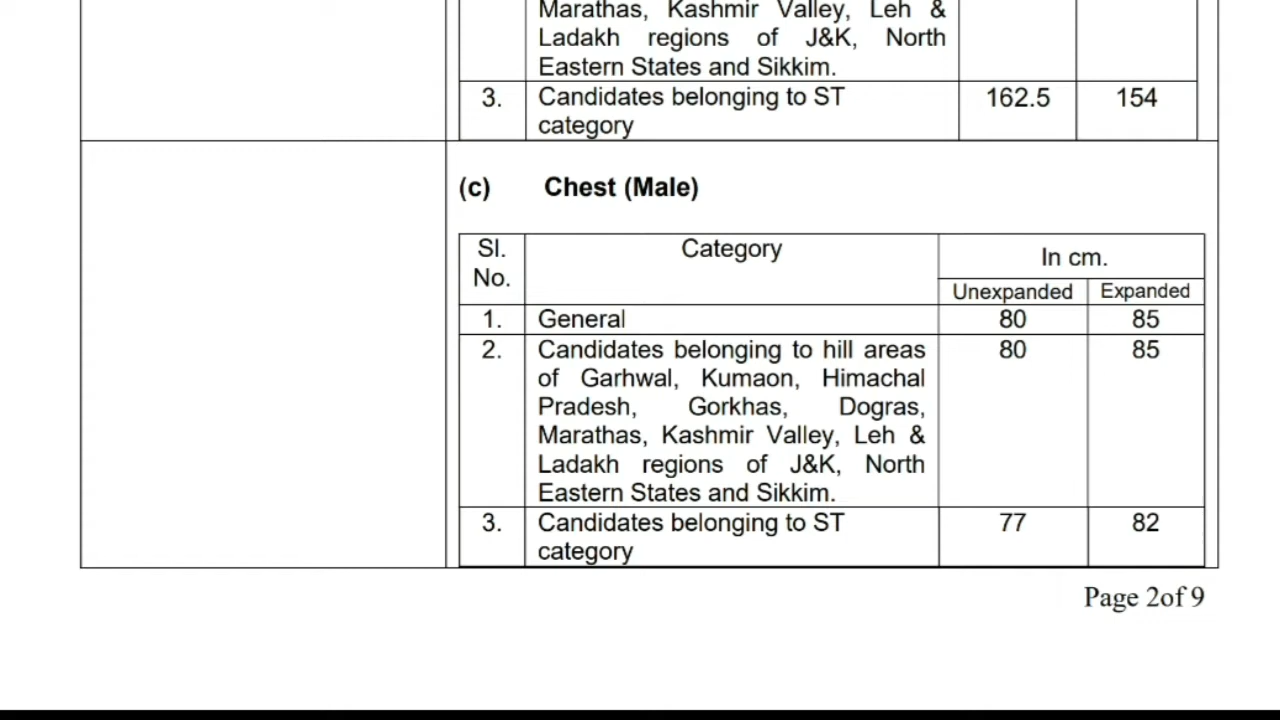 Marathas, Kashmir Valley, Leh &
Ladakh regions of J&K, North
Eastern States and Sikkim.
3. Candidates belonging to ST 162.5 154
category
(c) Chest (Male)
Sl. Category In cm.
No.
Unexpanded Expanded
1. General 80 85
2. Candidates belonging to hill areas 80 85
of Garhwal, Kumaon, Himachal
Pradesh, Gorkhas, Dogras,
Marathas, Kashmir Valley, Leh &
Ladakh regions of J&K, North
Eastern States and Sikkim.
3. Candidates belonging to ST 77 82
category
Page 2of 9